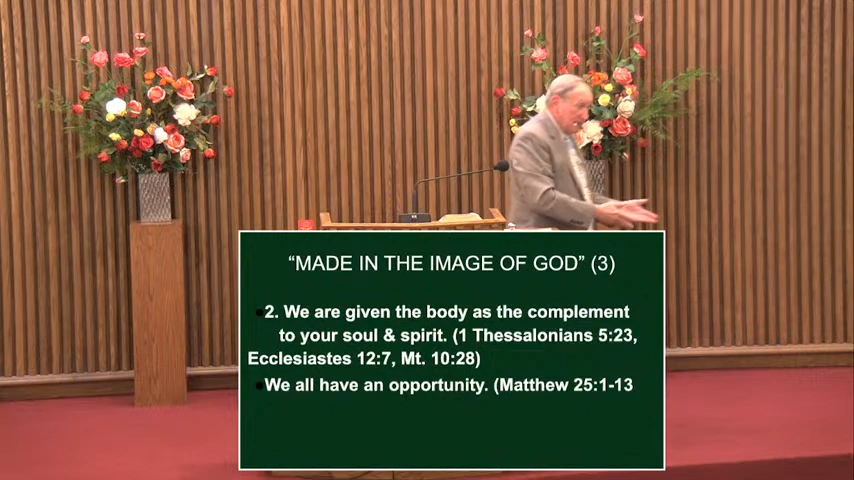 “MADE IN THE IMAGE OF GOD” (3)
2. We are given the body as the complement
to your soul & spirit. (1 Thessalonians 5:23,
Ecclesiastes 12:7, Mt. 10:28)
We all have an opportunity. (Matthew 25:1-13